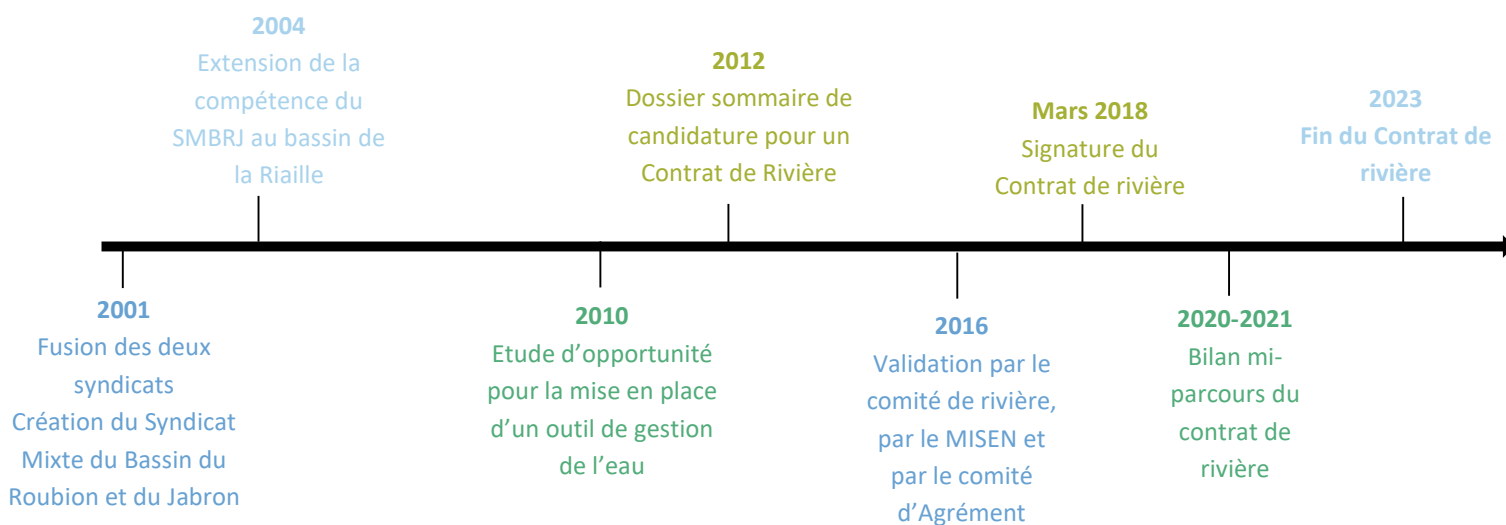 2004
Extension de la
compétence du
SMBRJ au bassin de
la Riaille
2012
Dossier sommaire de
candidature pour un
Contrat de Rivière
Mars 2018
Signature du
Contrat de rivière
2023
Fin du Contrat de
rivière
2001
Fusion des deux
syndicats
Création du Syndicat
Mixte du Bassin du
Roubion et du Jabron
2010
Etude d’opportunité
pour la mise en place
d’un outil de gestion
de l’eau
2016
Validation par le
comité de rivière,
par le MISEN et
par le comité
d’Agrément
2020-2021
Bilan mi-
parcours du
contrat de
rivière